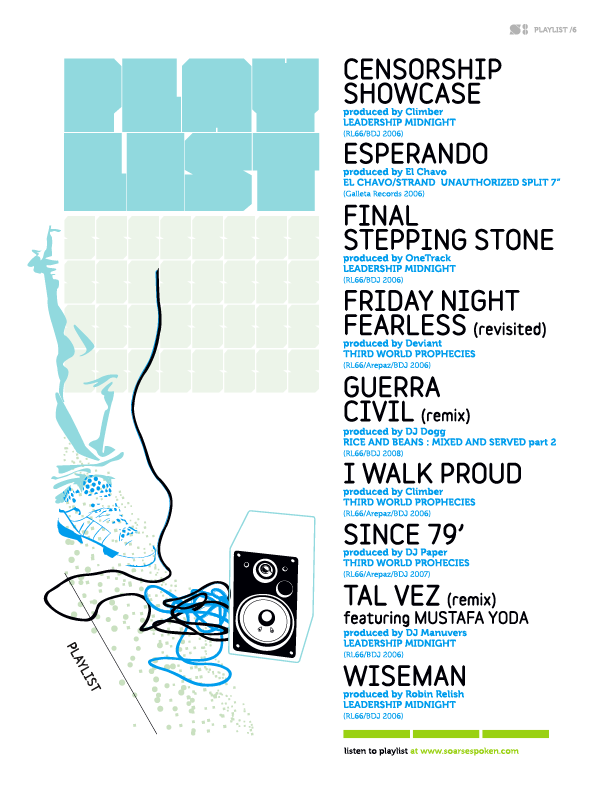 S: PLAYLIST /6
PLAY
LIST
CENSORSHIP
SHOWCASE
produced by Climber
LEADERSHIP MIDNIGHT
(RL66/BDJ 2006)
ESPERANDO
produced by El Chavo
EL CHAVO/STRAND UNAUTHORIZED SPLIT 7"
(Galleta Records 2006)
FINAL
STEPPING STONE
produced by OneTrack
LEADERSHIP MIDNIGHT
(RL66/BDJ 2006)
FRIDAY NIGHT
FEARLESS (revisited)
produced by Deviant
THIRD WORLD PROPHECIES
(RL66/Arepaz/BDJ 2006)
GUERRA
CIVIL (remix)
produced by DJ Dogg
RICE AND BEANS : MIXED AND SERVED part 2
(RL66/BDJ 2008)
I WALK PROUD
produced by Climber
THIRD WORLD PROPHECIES
(RL66/Arepaz/BDJ 2006)
SINCE 79'
produced by DJ Paper
THIRD WORLD PROHECIES
(RL66/Arepaz/BDJ 2007)
TAL VEZ (remix)
featuring MUSTAFA YODA
produced by DJ Manuvers
LEADERSHIP MIDNIGHT
(RL66/BDJ 2006)
WISEMAN
produced by Robin Relish
LEADERSHIP MIDNIGHT
(RL66/BDJ 2006)
listen to playlist at www.soarsespoken.com
PLAYLIST